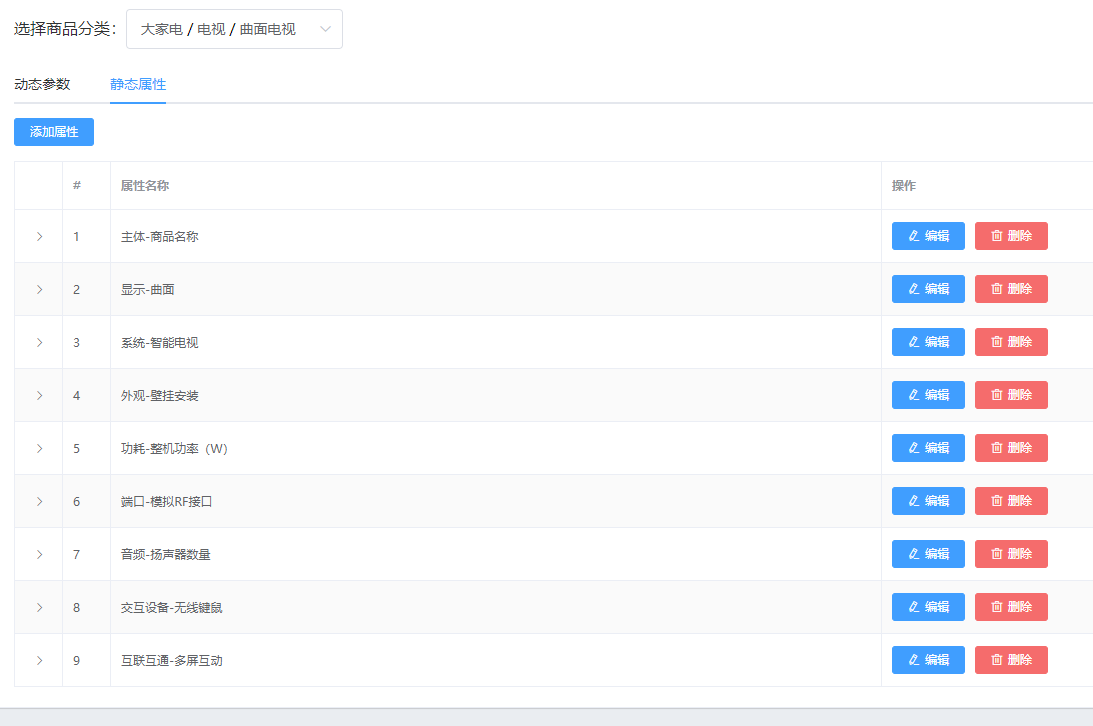 选择商品分类： 大家电 / 电视 / 曲面电视
动态参数 静态属性
添加属性
# 属性名称 操作
1 主体-商品名称 编辑 删除
2 显示-曲面 编辑 删除
3 系统-智能电视 编辑 删除
4 外观-壁挂安装 编辑 删除
5 功耗-整机功率（W） 编辑 删除
6 端口-模拟RF接口 编辑 删除
7 音频-扬声器数量 编辑 删除
8 交互设备-无线键鼠 编辑 删除
9 互联互通-多屏互动 编辑 删除